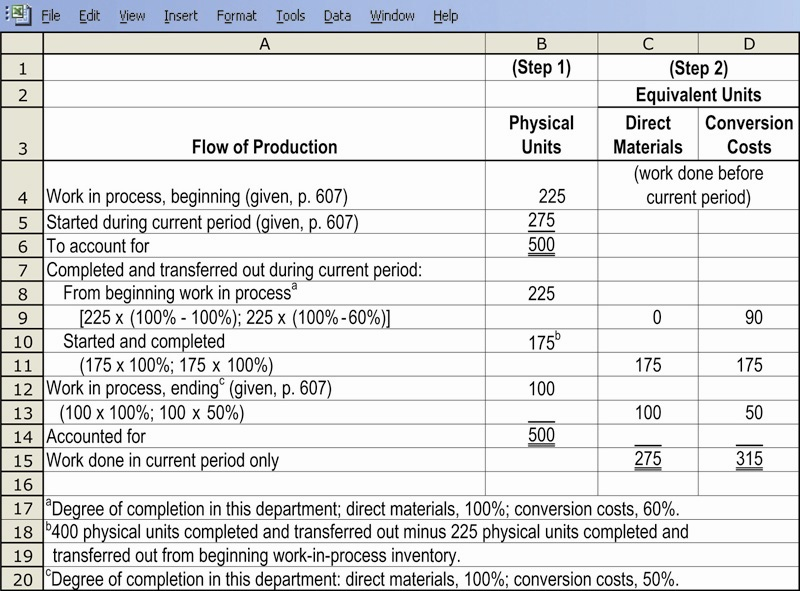 File Edit View Insert Format Tools Data Window Help
A B C D
1 (Step 1) (Step 2)
2 Equivalent Units
Physical Direct Conversion
3 Flow of Production Units Materials Costs
(work done before
4 Work in process, beginning (given, p. 607) 225 current period)
5 Started during current period (given, p. 607) 275
6 To account for 500
7 Completed and transferred out during current period:
8 From beginning work in processᵃ 225
9 [225 x (100% - 100%); 225 x (100% - 60%)] 0 90
10 Started and completed 175ᵇ
11 (175 x 100%; 175 x 100%) 175 175
12 Work in process, endingᶜ (given, p. 607) 100
13 (100 x 100%; 100 x 50%) 100 50
14 Accounted for 500
15 Work done in current period only 275 315
16
17 ᵃDegree of completion in this department; direct materials, 100%; conversion costs, 60%.
18 ᵇ400 physical units completed and transferred out minus 225 physical units completed and
19 transferred out from beginning work-in-process inventory.
20 ᶜDegree of completion in this department: direct materials, 100%; conversion costs, 50%.